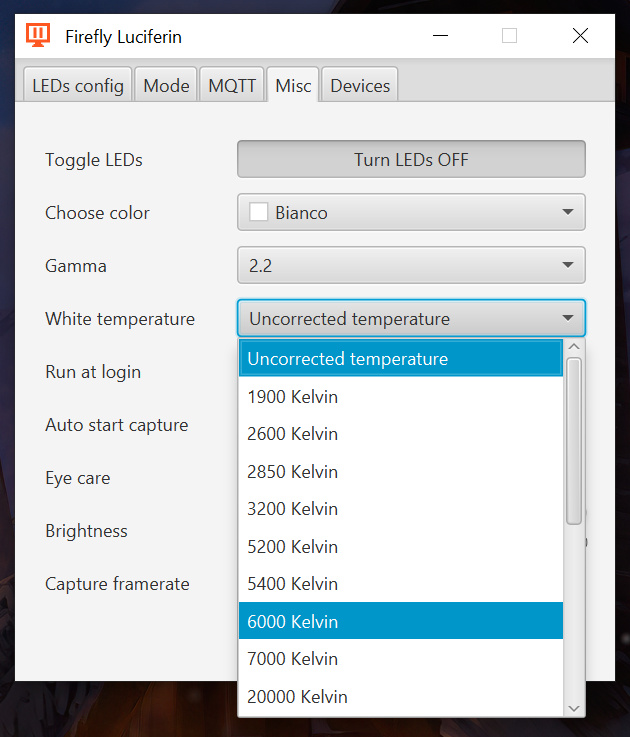 Firefly Luciferin
LEDs config Mode MQTT Misc Devices
Toggle LEDs Turn LEDs OFF
Choose color Bianco
Gamma 2.2
White temperature Uncorrected temperature
Uncorrected temperature
Run at login
1900 Kelvin
Auto start capture
2600 Kelvin
2850 Kelvin
Eye care
3200 Kelvin
Brightness
5200 Kelvin
Capture framerate
5400 Kelvin
6000 Kelvin
7000 Kelvin
20000 Kelvin